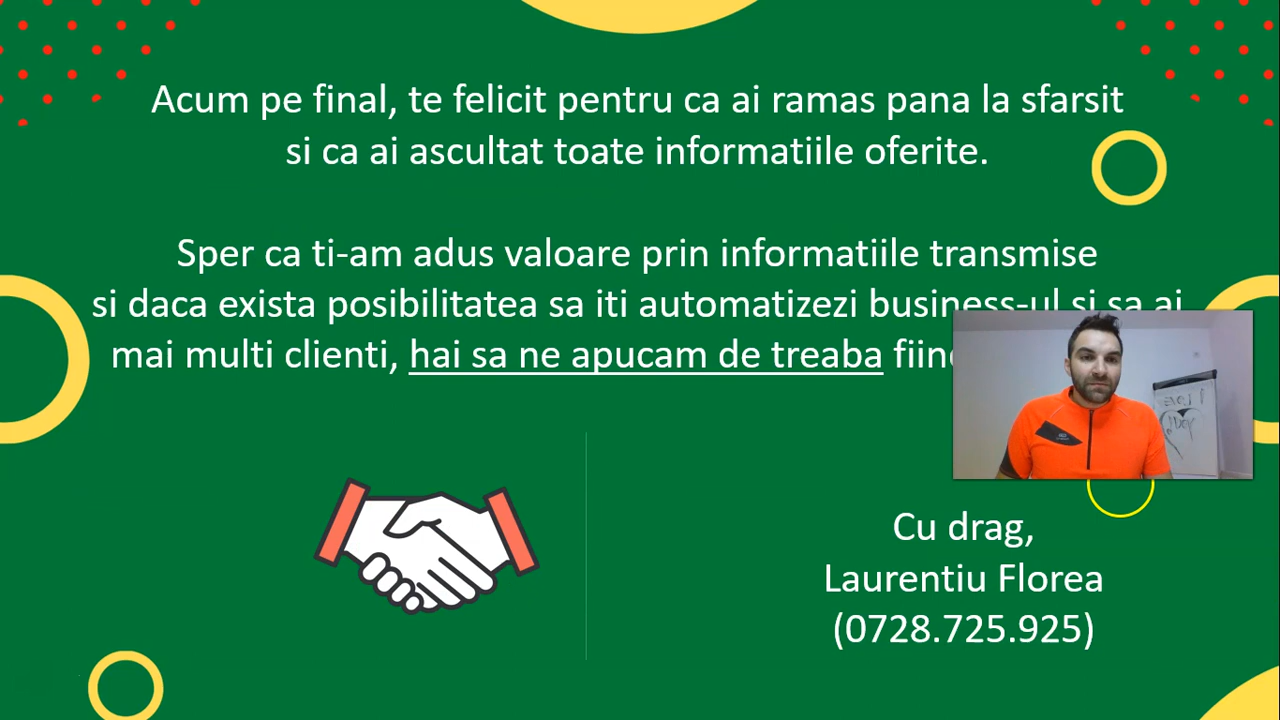 Acum pe final, te felicit pentru ca ai ramas pana la sfarsit
si ca ai ascultat toate informatiile oferite.
Sper ca ti-am adus valoare prin informatiile transmise
si daca exista posibilitatea sa iti automatizezi business-ul si sa ai
mai multi clienti, hai sa ne apucam de treaba
Cu drag,
Laurentiu Florea
(0728.725.925)